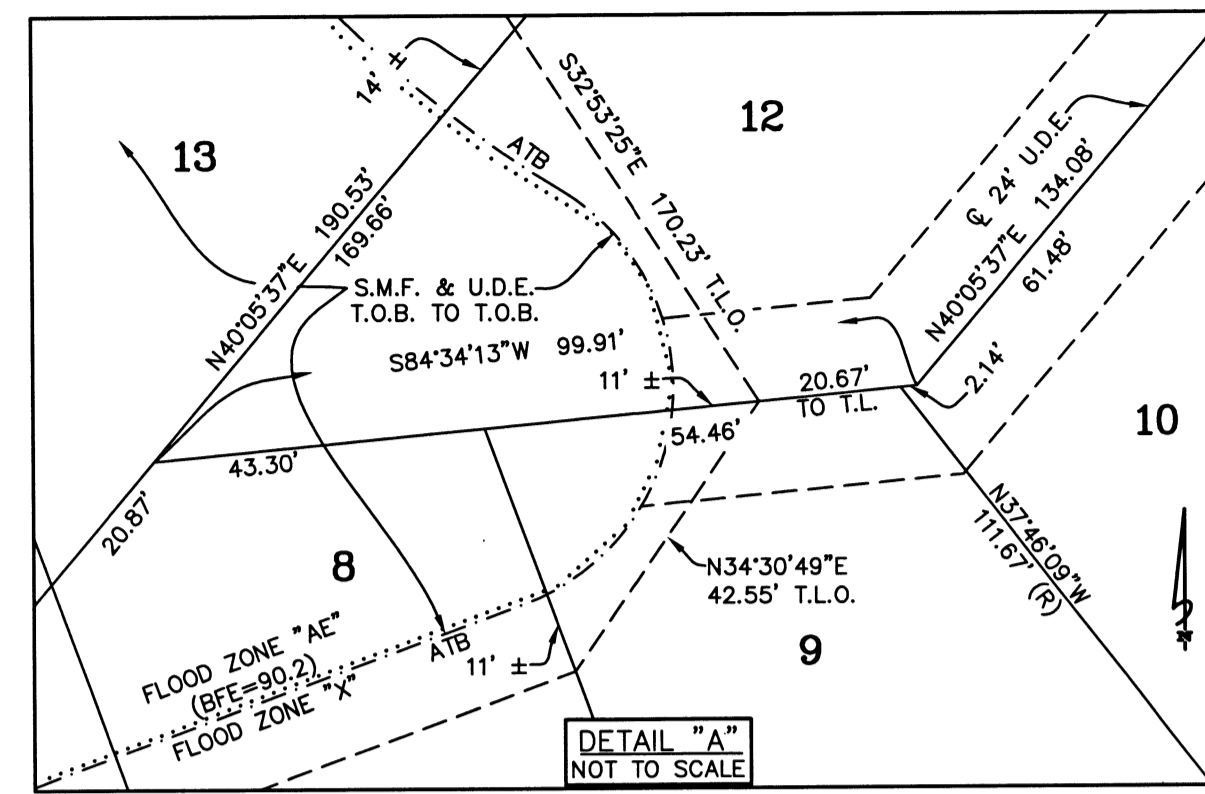 14' ±
13
ATB
S32°53'25"E 170.23' T.L.O.
12
℄ 24' U.D.E.
N40°05'37"E 134.08'
61.48'
N40°05'37"E 190.53'
169.66'
S.M.F. & U.D.E.
T.O.B. TO T.O.B.
S84°34'13"W 99.91'
11' ±
20.67'
TO T.L.
2.14'
10
54.46'
43.30'
20.87'
8
N37°46'09"W
111.67' (R)
N34°30'49"E
42.55' T.L.O.
N
9
ATB
11' ±
FLOOD ZONE "AE"
(BFE=90.2)
FLOOD ZONE "X"
DETAIL "A"
NOT TO SCALE